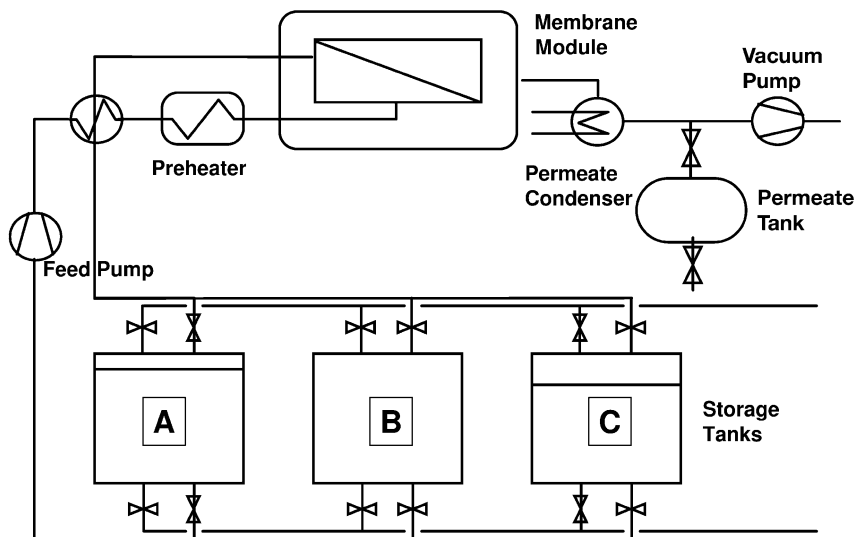 Membrane
Module
Vacuum
Pump
Preheater
Permeate
Condenser
Permeate
Tank
Feed Pump
A
B
C
Storage
Tanks